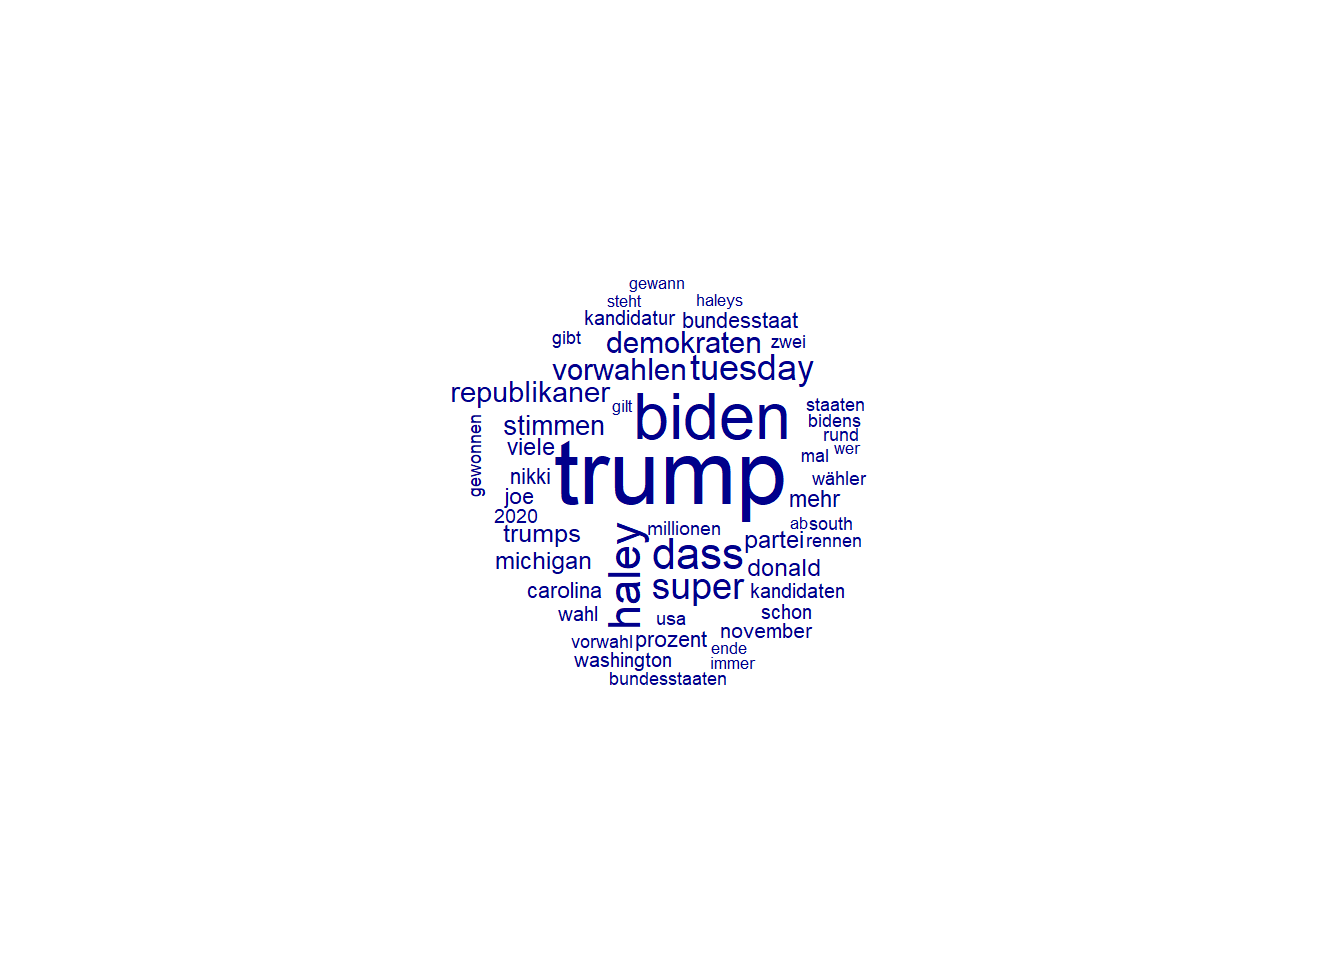 gewann
steht
haleys
kandidatur
bundesstaat
gibt
demokraten
zwei
vorwahlen
tuesday
republikaner
gilt
biden
staaten
bidens
stimmen
rund
viele
wer
mal
gewonnen
trump
nikki
wähler
joe
mehr
2020
ab
south
trumps
millionen
partei
rennen
michigan
haley
dass
donald
carolina
super
kandidaten
wahl
usa
schon
vorwahl
prozent
november
washington
ende
immer
bundesstaaten